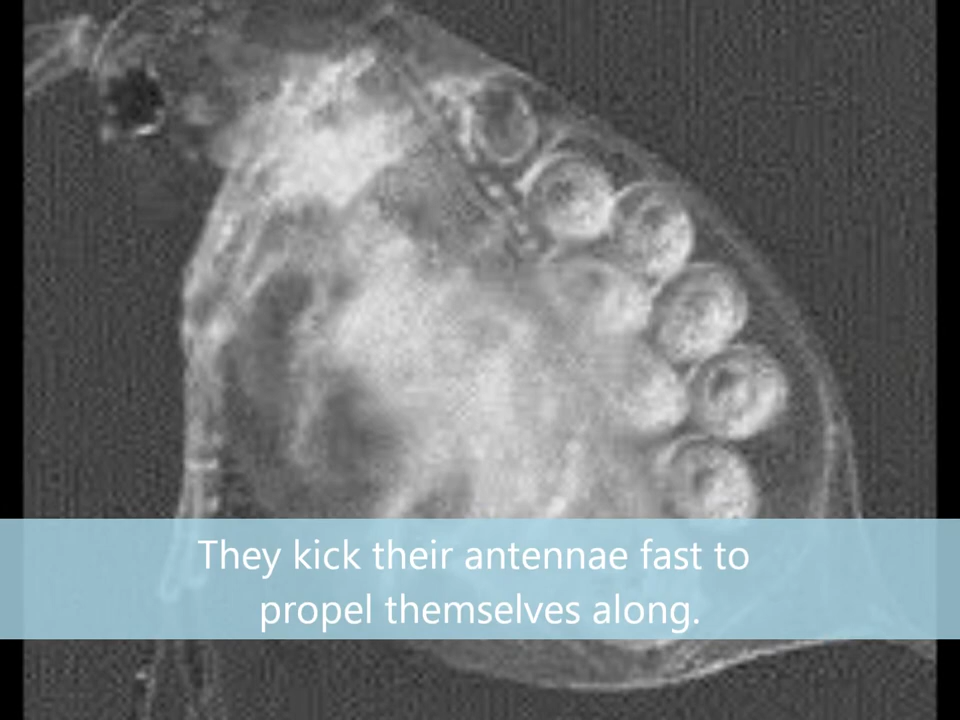 They kick their antennae fast to
propel themselves along.